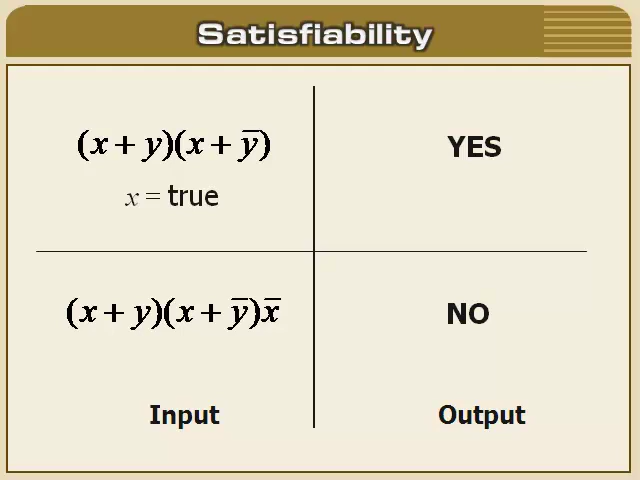 Satisfiability
(x + y)(x + y̅) YES
x = true
(x + y)(x + y̅)x̅ NO
Input Output